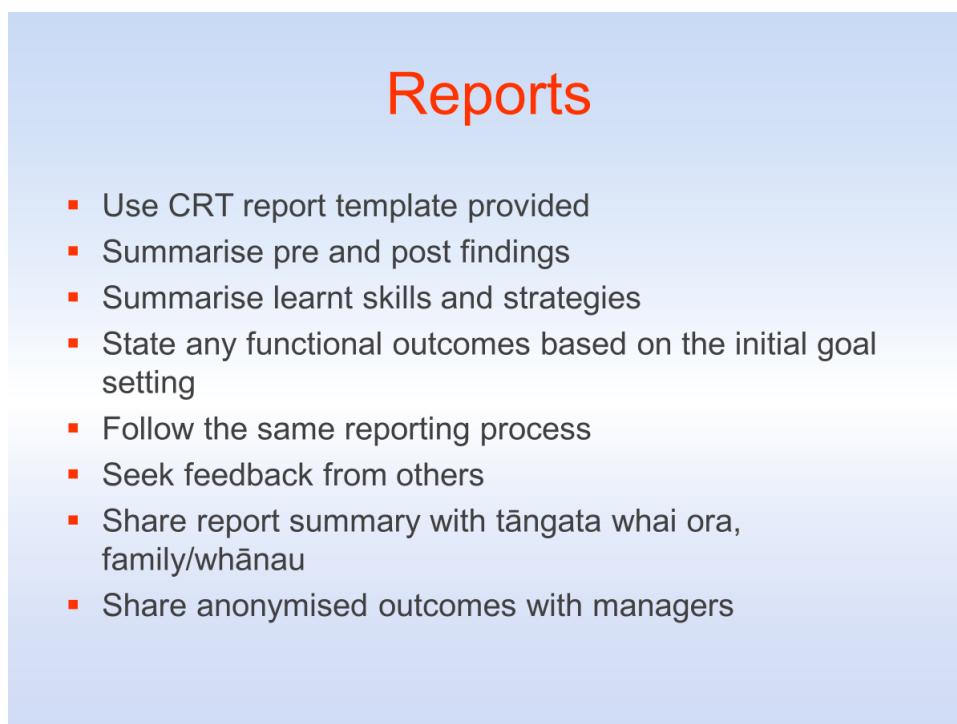 Reports
▪ Use CRT report template provided
▪ Summarise pre and post findings
▪ Summarise learnt skills and strategies
▪ State any functional outcomes based on the initial goal
setting
▪ Follow the same reporting process
▪ Seek feedback from others
▪ Share report summary with tāngata whai ora,
family/whānau
▪ Share anonymised outcomes with managers